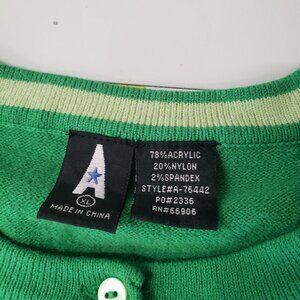 A
XL
MADE IN CHINA
78%ACRYLIC
20%NYLON
2%SPANDEX
STYLE#A-76442
PO#2336
RN#66906